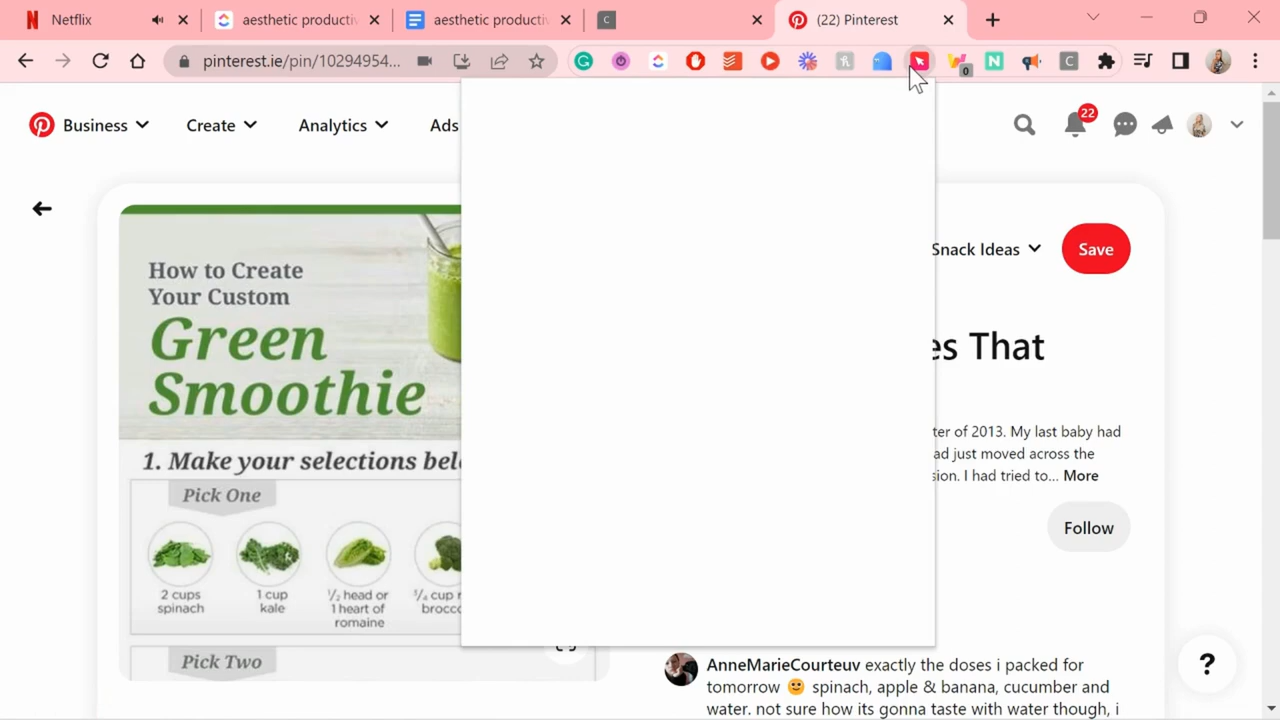 Netflix
aesthetic producti
aesthetic producti
C
(22) Pinterest
pinterest.ie/pin/10294954...
0
N
C
Business
Create
Analytics
Ads
22
How to Create
Your Custom
Green
Smoothie
1. Make your selections bel
Pick One
2 cups
spinach
1 cup
kale
½ head or
1 heart of
romaine
¾ cup r
brocc
Pick Two
Snack Ideas
Save
es That
ter of 2013. My last baby had
ad just moved across the
sion. I had tried to... More
Follow
AnneMarieCourteuv exactly the doses i packed for
tomorrow 🙂 spinach, apple & banana, cucumber and
water. not sure how its gonna taste with water though, i
?